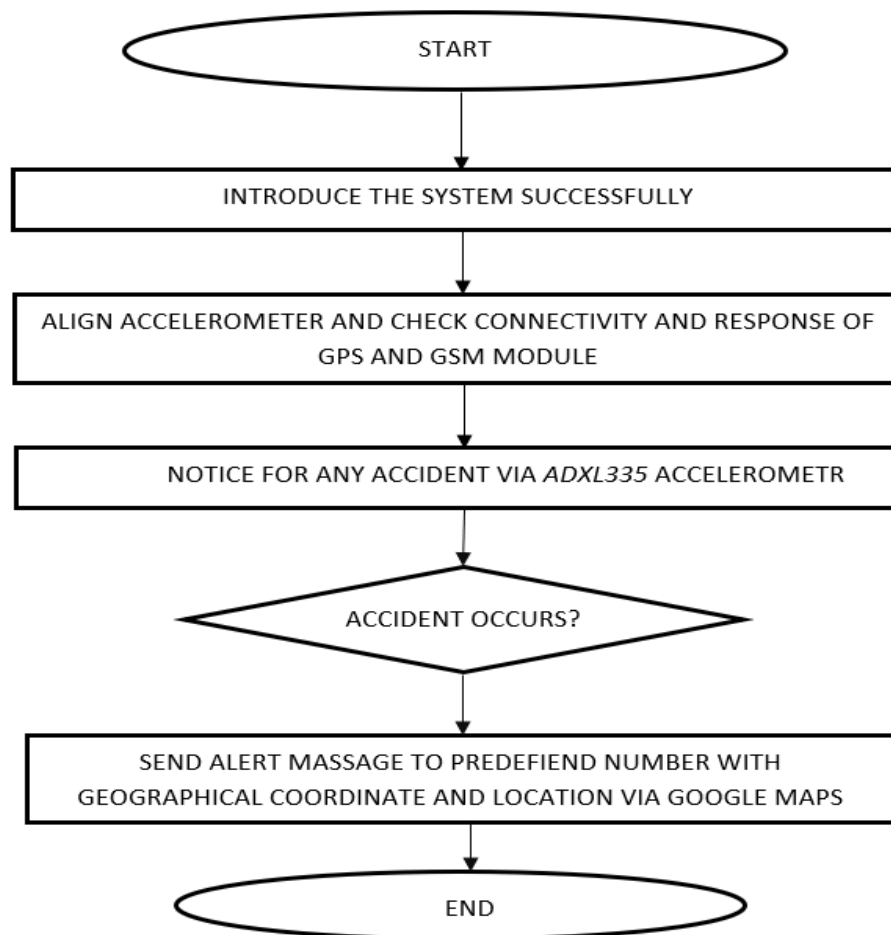 START
INTRODUCE THE SYSTEM SUCCESSFULLY
ALIGN ACCELEROMETER AND CHECK CONNECTIVITY AND RESPONSE OF
GPS AND GSM MODULE
NOTICE FOR ANY ACCIDENT VIA ADXL335 ACCELEROMETR
ACCIDENT OCCURS?
SEND ALERT MASSAGE TO PREDEFIEND NUMBER WITH
GEOGRAPHICAL COORDINATE AND LOCATION VIA GOOGLE MAPS
END